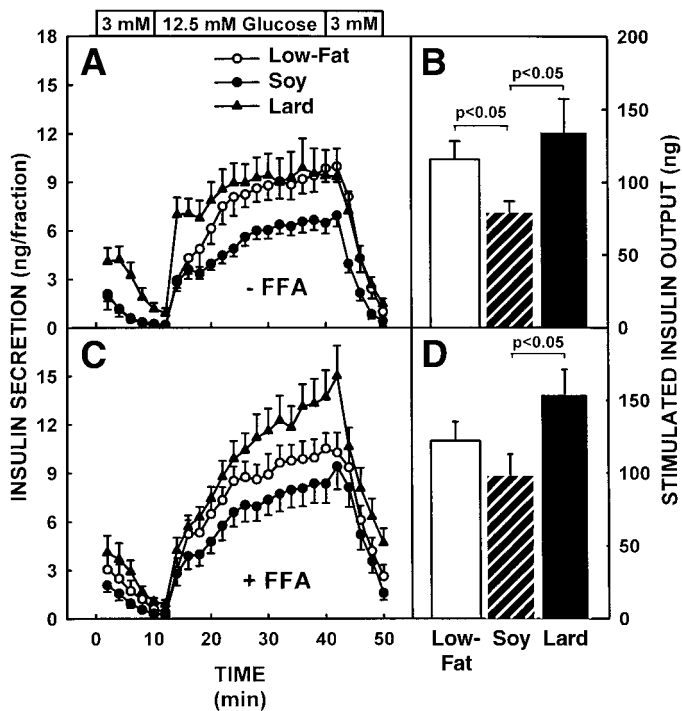 3 mM 12.5 mM Glucose 3 mM
18
15
12
9
6
3
0
A
Low-Fat
Soy
Lard
- FFA
B
p<0.05
p<0.05
200
150
100
50
0
INSULIN SECRETION (ng/fraction)
STIMULATED INSULIN OUTPUT (ng)
C
15
12
9
6
3
0
+ FFA
D
p<0.05
150
100
50
0
0 10 20 30 40 50
TIME
(min)
Low-
Fat
Soy
Lard